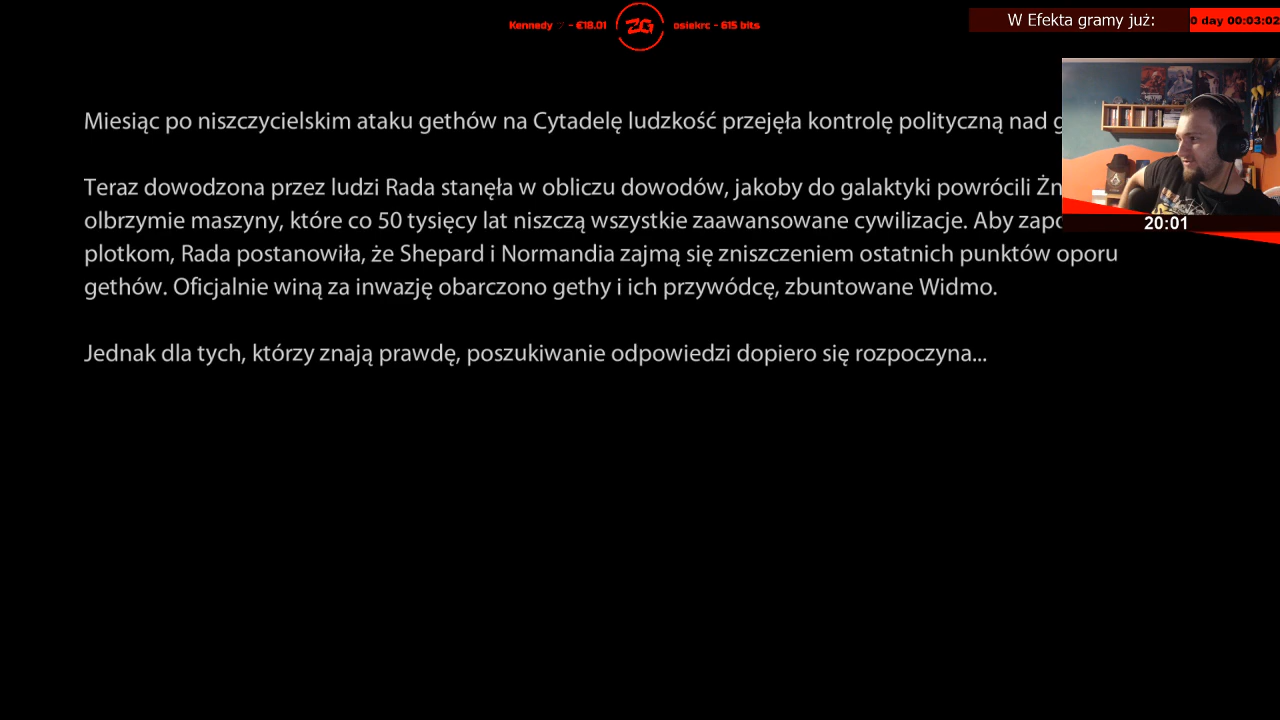 Kennedy - €18.01
ZG
osiekrc - 615 bits
W Efekta gramy już:
0 day 00:03:02
Miesiąc po niszczycielskim ataku gethów na Cytadelę ludzkość przejęła kontrolę polityczną nad
Teraz dowodzona przez ludzi Rada stanęła w obliczu dowodów, jakoby do galaktyki powrócili
olbrzymie maszyny, które co 50 tysięcy lat niszczą wszystkie zaawansowane cywilizacje. Aby
plotkom, Rada postanowiła, że Shepard i Normandia zajmą się zniszczeniem ostatnich punktów oporu
gethów. Oficjalnie winą za inwazję obarczono gethy i ich przywódcę, zbuntowane Widmo.
Jednak dla tych, którzy znają prawdę, poszukiwanie odpowiedzi dopiero się rozpoczyna...
20:01